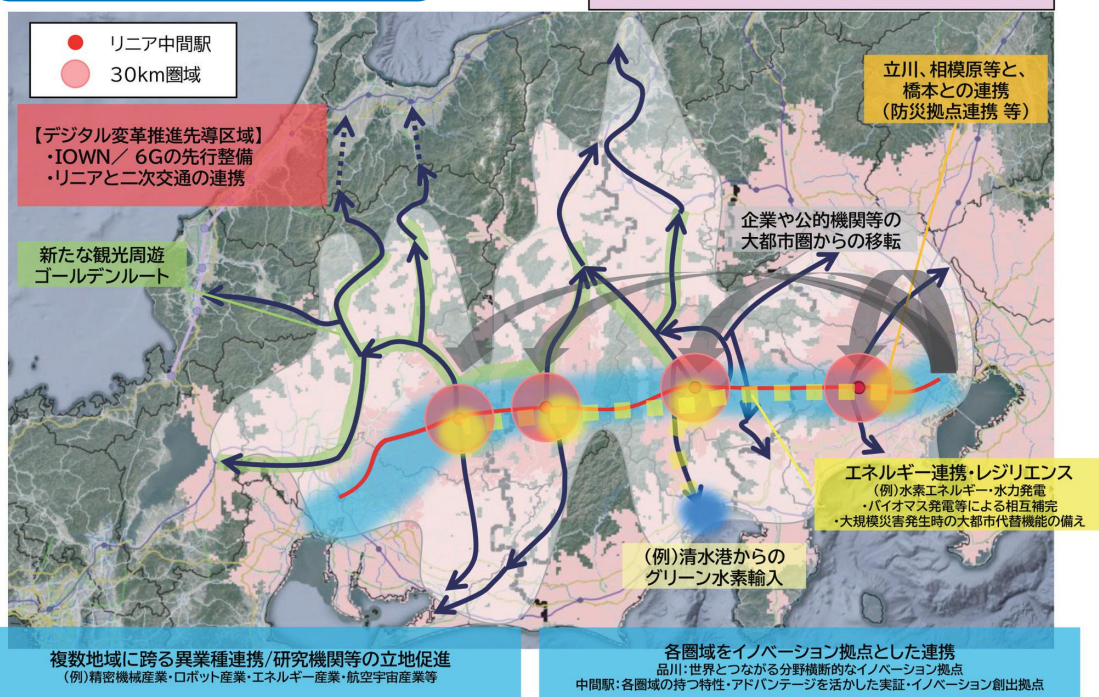 リニア中間駅
30km圏域
【デジタル変革推進先導区域】
・IOWN／ 6Gの先行整備
・リニアと二次交通の連携
立川、相模原等と、
橋本との連携
（防災拠点連携 等）
企業や公的機関等の
大都市圏からの移転
新たな観光周遊
ゴールデンルート
エネルギー連携・レジリエンス
（例）水素エネルギー・水力発電
・バイオマス発電等による相互補完
・大規模災害発生時の大都市代替機能の備え
（例）清水港からの
グリーン水素輸入
複数地域に跨る異業種連携/研究機関等の立地促進
（例）精密機械産業・ロボット産業・エネルギー産業・航空宇宙産業等
各圏域をイノベーション拠点とした連携
品川：世界とつながる分野横断的なイノベーション拠点
中間駅：各圏域の持つ特性・アドバンテージを活かした実証・イノベーション創出拠点